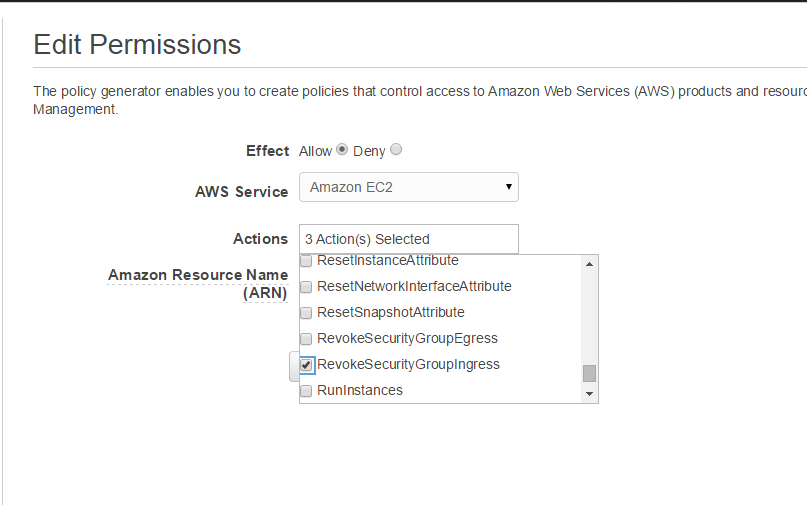 Edit Permissions
The policy generator enables you to create policies that control access to Amazon Web Services (AWS) products and
Management.
Effect Allow Deny
AWS Service Amazon EC2
Actions 3 Action(s) Selected
ResetInstanceAttribute
Amazon Resource Name
(ARN)
ResetNetworkInterfaceAttribute
ResetSnapshotAttribute
RevokeSecurityGroupEgress
RevokeSecurityGroupIngress
RunInstances